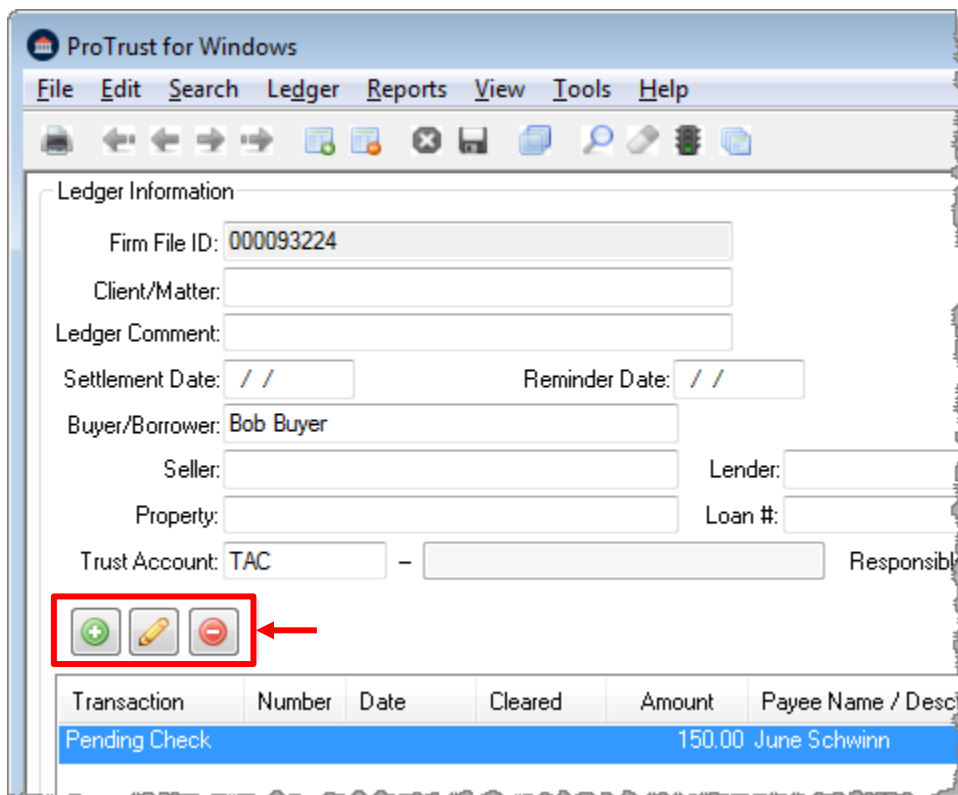 ProTrust for Windows
File Edit Search Ledger Reports View Tools Help
Ledger Information
Firm File ID: 000093224
Client/Matter:
Ledger Comment:
Settlement Date: / / Reminder Date: / /
Buyer/Borrower: Bob Buyer
Seller: Lender:
Property: Loan #:
Trust Account: TAC – Responsibl
Transaction Number Date Cleared Amount Payee Name / Desc
Pending Check 150.00 June Schwinn